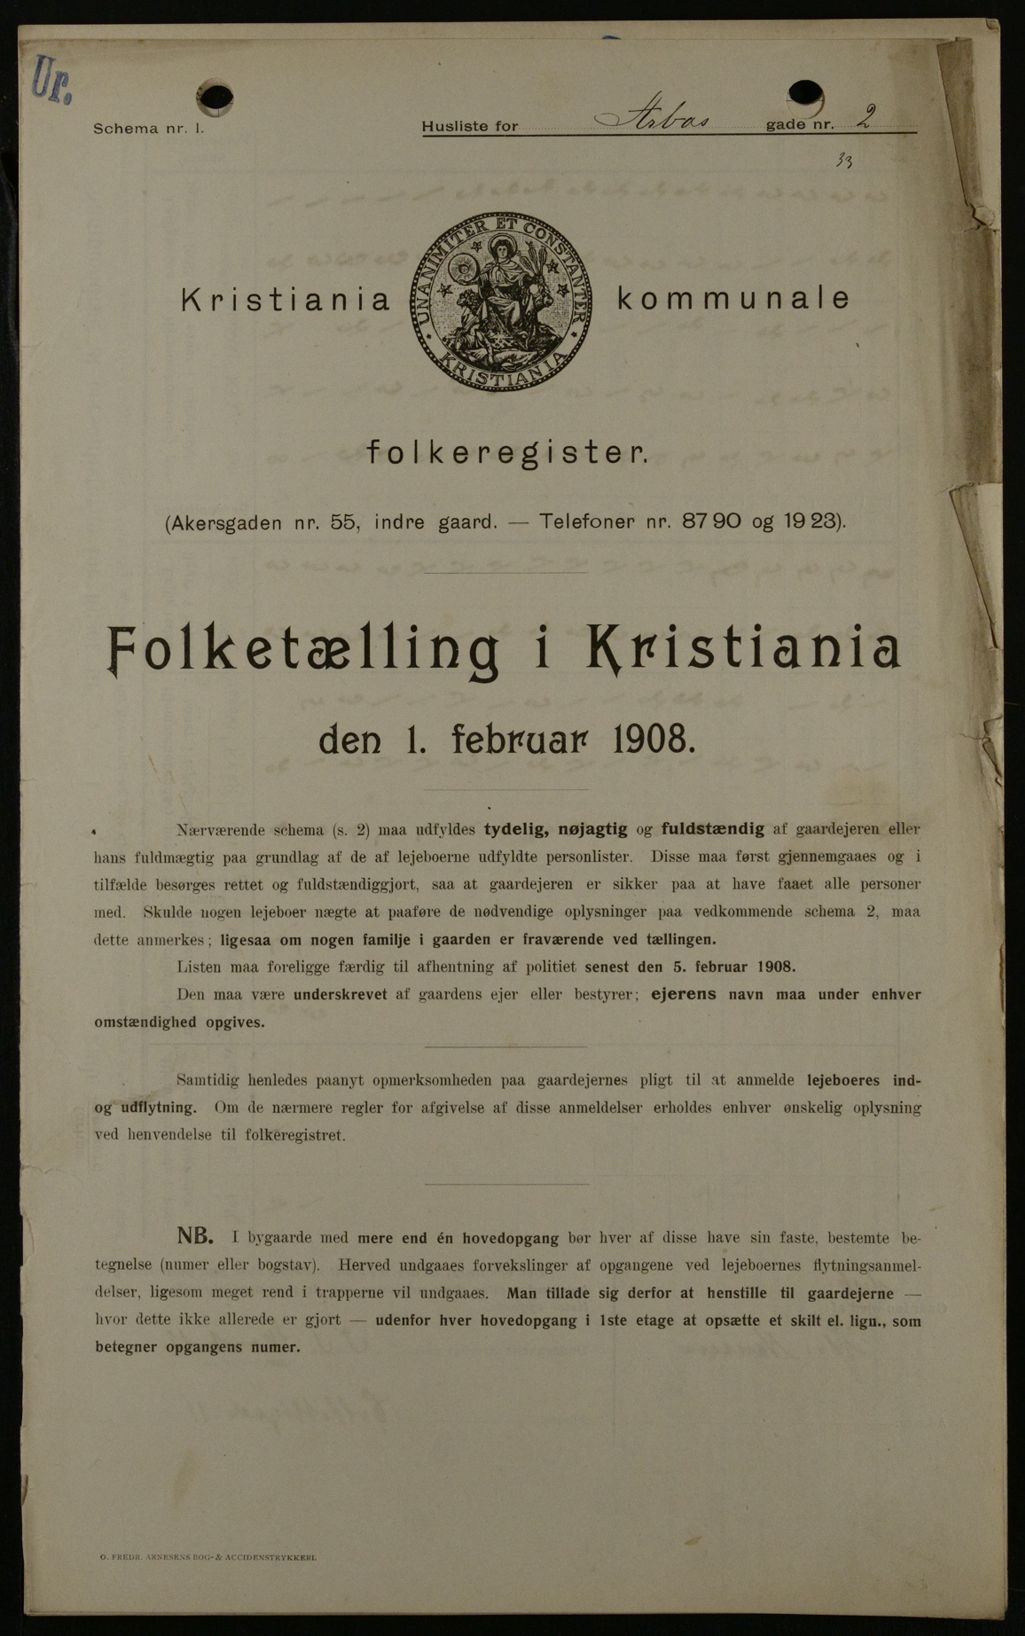 Ur.
Schema nr. 1.
Husliste for Arbos gade nr. 2
33
Kristiania kommunale
UNANIMITER ET CONSTANTER
KRISTIANIA
folkeregister.
(Akersgaden nr. 55, indre gaard. — Telefoner nr. 8790 og 1923).
Folketælling i Kristiania
den 1. februar 1908.
Nærværende schema (s. 2) maa udfyldes tydelig, nøjagtig og fuldstændig af gaardejeren eller
hans fuldmægtig paa grundlag af de af lejeboerne udfyldte personlister. Disse maa først gjennemgaaes og i
tilfælde besørges rettet og fuldstændiggjort, saa at gaardejeren er sikker paa at have faaet alle personer
med. Skulde nogen lejeboer nægte at paaføre de nødvendige oplysninger paa vedkommende schema 2, maa
dette anmerkes; ligesaa om nogen familje i gaarden er fraværende ved tællingen.
Listen maa foreligge færdig til afhentning af politiet senest den 5. februar 1908.
Den maa være underskrevet af gaardens ejer eller bestyrer; ejerens navn maa under enhver
omstændighed opgives.
Samtidig henledes paanyt opmerksomheden paa gaardejernes pligt til at anmelde lejeboeres ind-
og udflytning. Om de nærmere regler for afgivelse af disse anmeldelser erholdes enhver ønskelig oplysning
ved henvendelse til folkeregistret.
NB. I bygaarde med mere end én hovedopgang bør hver af disse have sin faste, bestemte be-
tegnelse (numer eller bogstav). Herved undgaaes forvekslinger af opgangene ved lejeboernes flytningsanmel-
delser, ligesom meget rend i trapperne vil undgaaes. Man tillade sig derfor at henstille til gaardejerne —
hvor dette ikke allerede er gjort — udenfor hver hovedopgang i 1ste etage at opsætte et skilt el. lign., som
betegner opgangens numer.
O. FREDR. ARNESENS BOG- & ACCIDENSTRYKKERI.